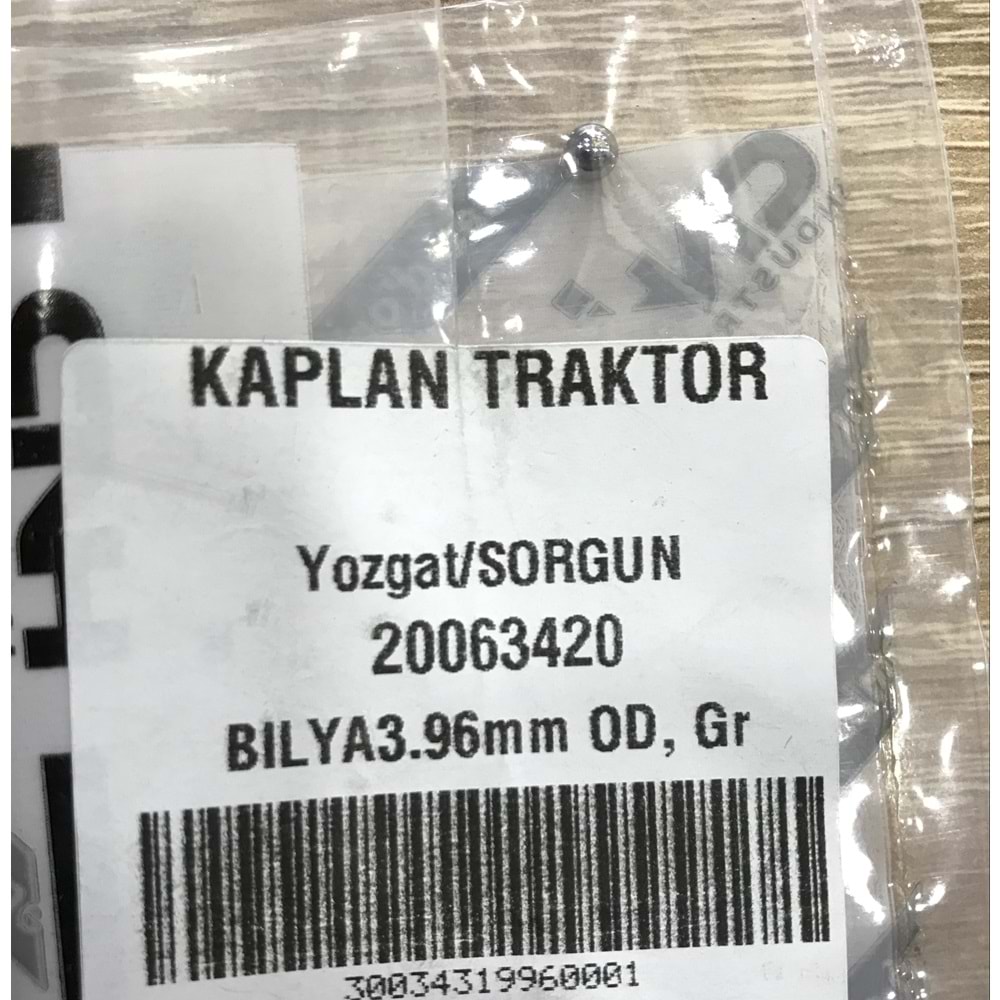 KAPLAN TRAKTOR
Yozgat/SORGUN
20063420
BILYA3.96mm OD, Gr
30034319960001